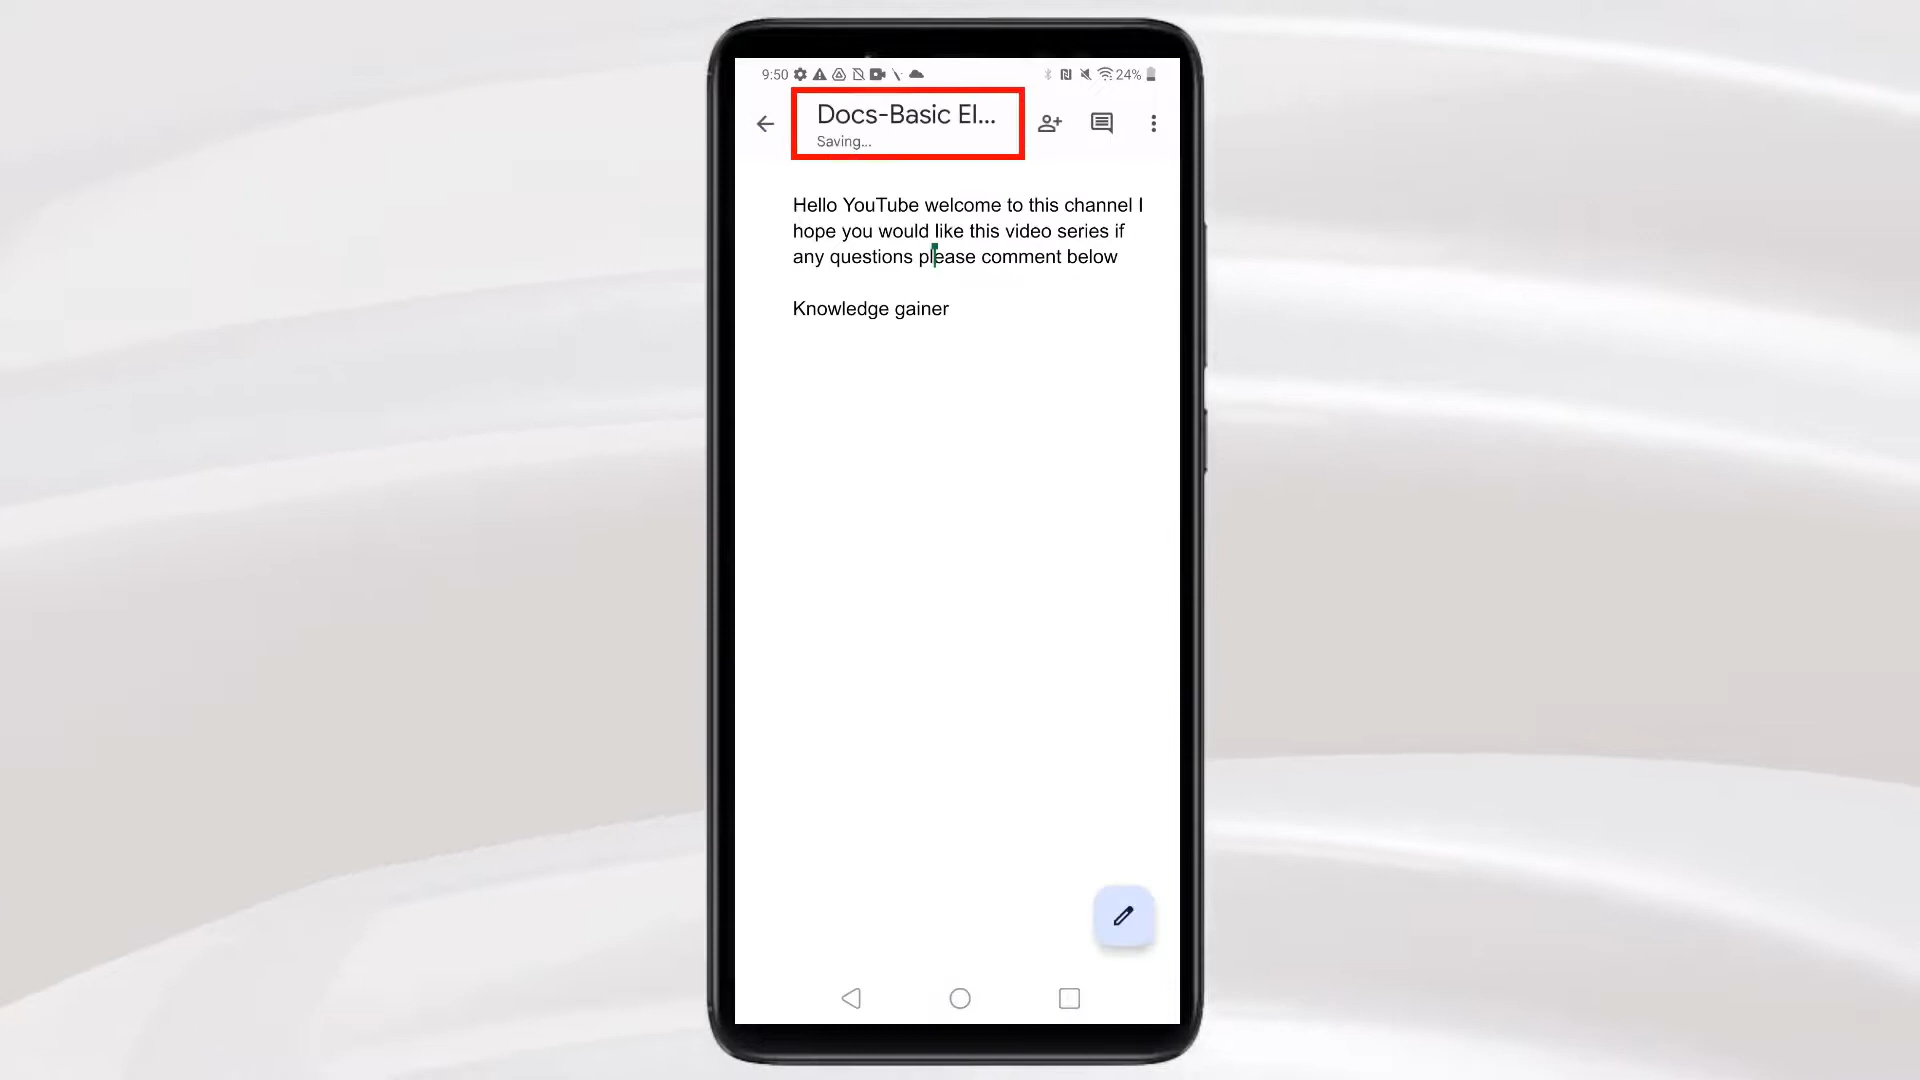 9:50
24%
Docs-Basic El...
Saving...
Hello YouTube welcome to this channel I
hope you would like this video series if
any questions please comment below
Knowledge gainer